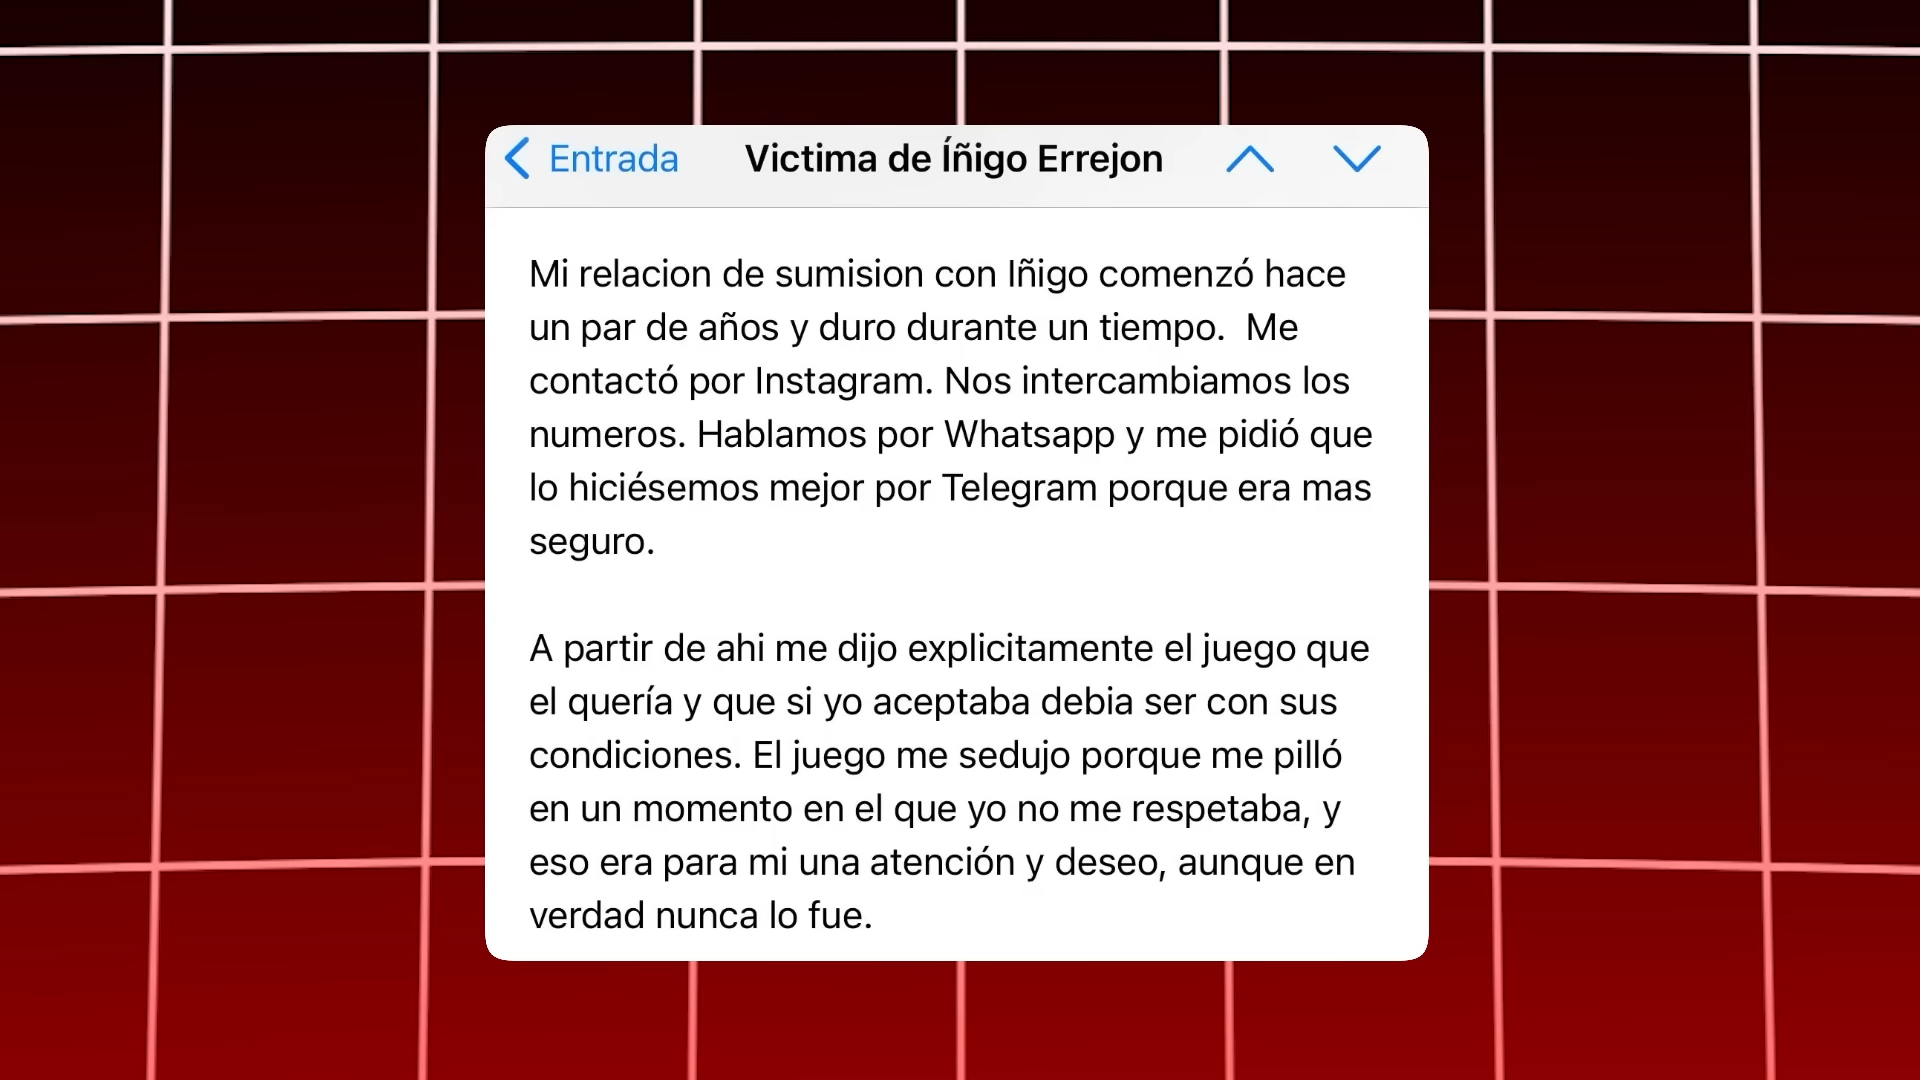 Entrada
Victima de Íñigo Errejon
Mi relacion de sumision con Iñigo comenzó hace
un par de años y duro durante un tiempo.  Me
contactó por Instagram. Nos intercambiamos los
numeros. Hablamos por Whatsapp y me pidió que
lo hiciésemos mejor por Telegram porque era mas
seguro.
A partir de ahi me dijo explicitamente el juego que
el quería y que si yo aceptaba debia ser con sus
condiciones. El juego me sedujo porque me pilló
en un momento en el que yo no me respetaba, y
eso era para mi una atención y deseo, aunque en
verdad nunca lo fue.